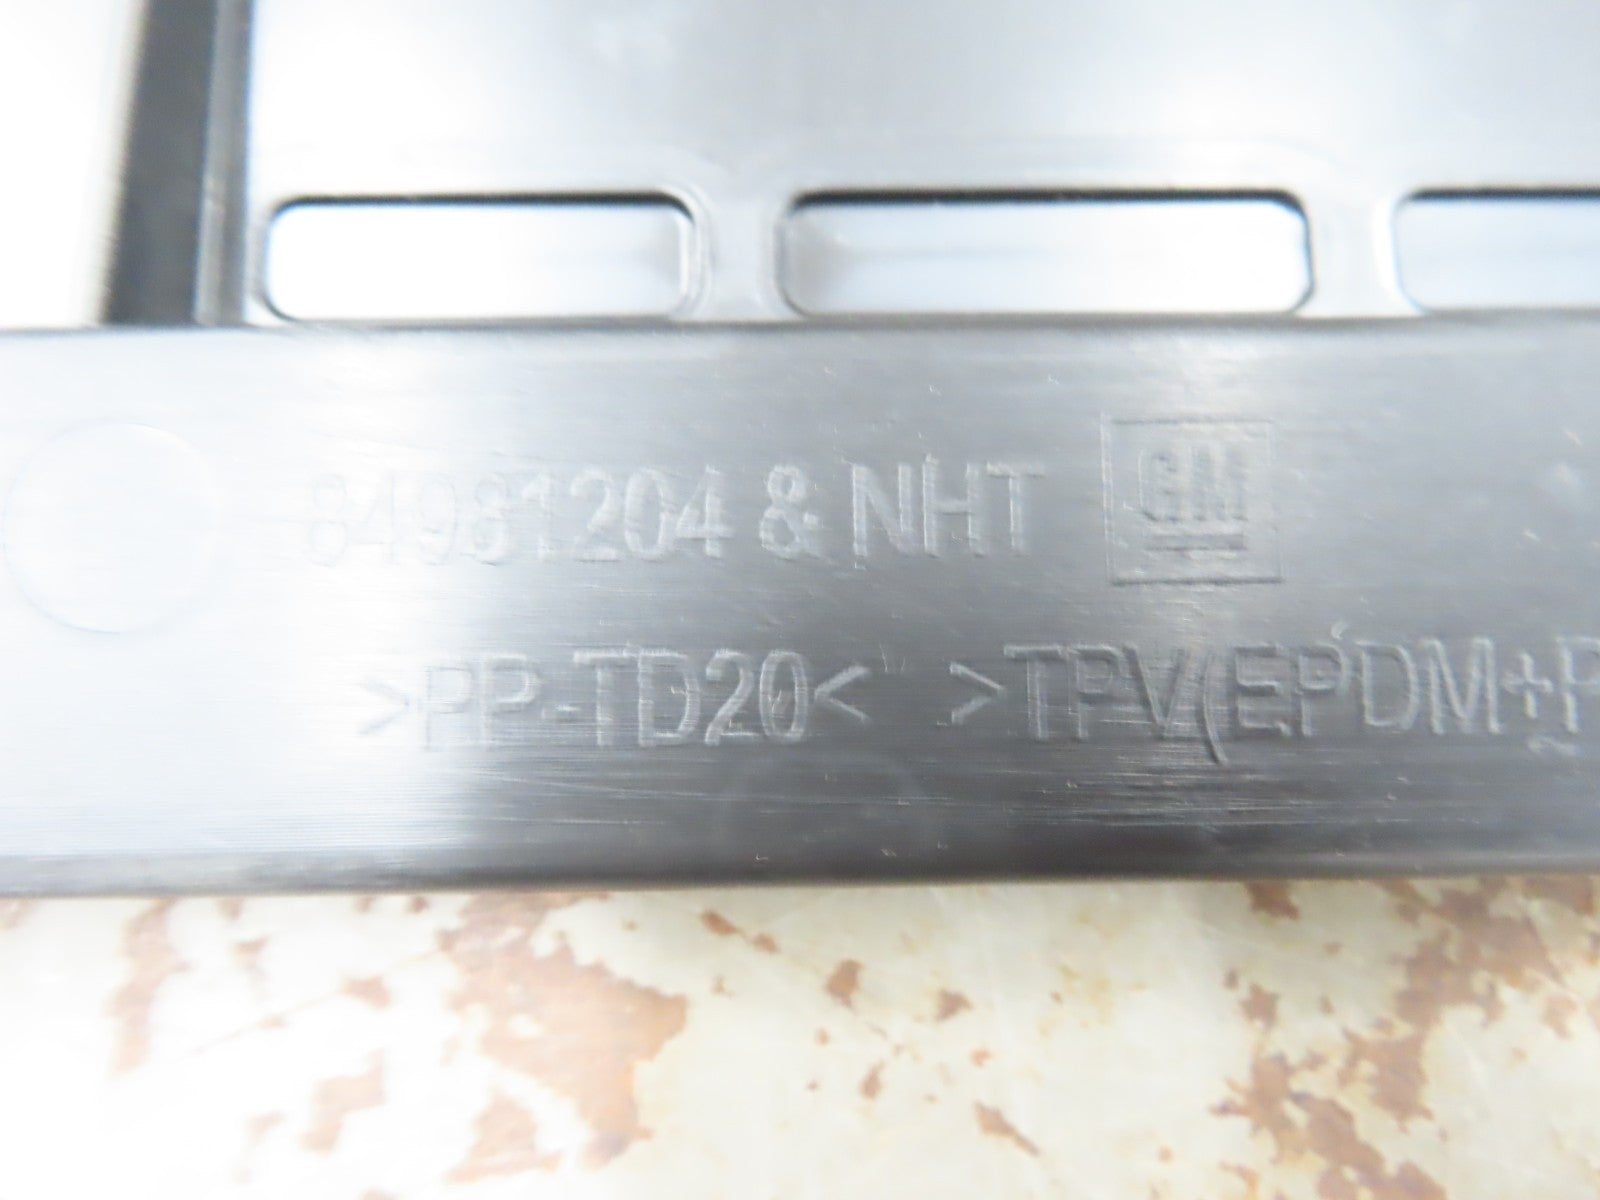 84981204 & NHT GM
>PP-TD20< >TPV(EPDM+P